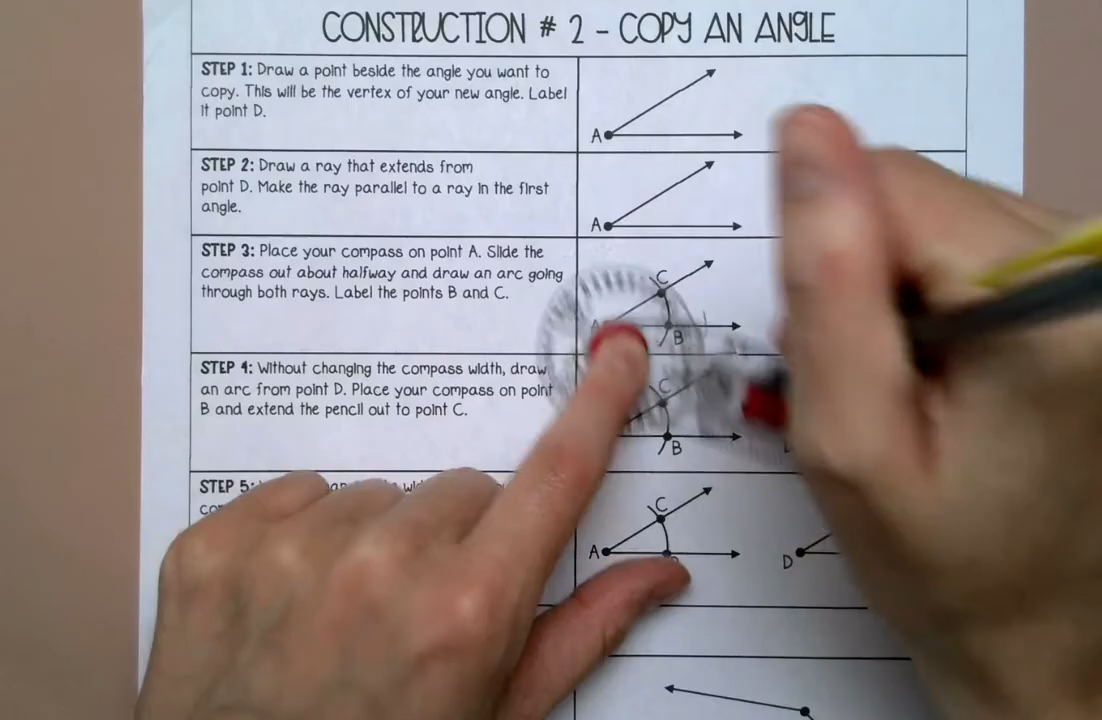 CONSTRUCTION # 2 - COPY AN ANGLE
STEP 1: Draw a point beside the angle you want to
copy. This will be the vertex of your new angle. Label
it point D.
A
STEP 2: Draw a ray that extends from
point D. Make the ray parallel to a ray in the first
angle.
A
STEP 3: Place your compass on point A. Slide the
compass out about halfway and draw an arc going
through both rays. Label the points B and C.
C
A
B
STEP 4: Without changing the compass width, draw
an arc from point D. Place your compass on point
B and extend the pencil out to point C.
C
B
STEP 5:
C
A
D